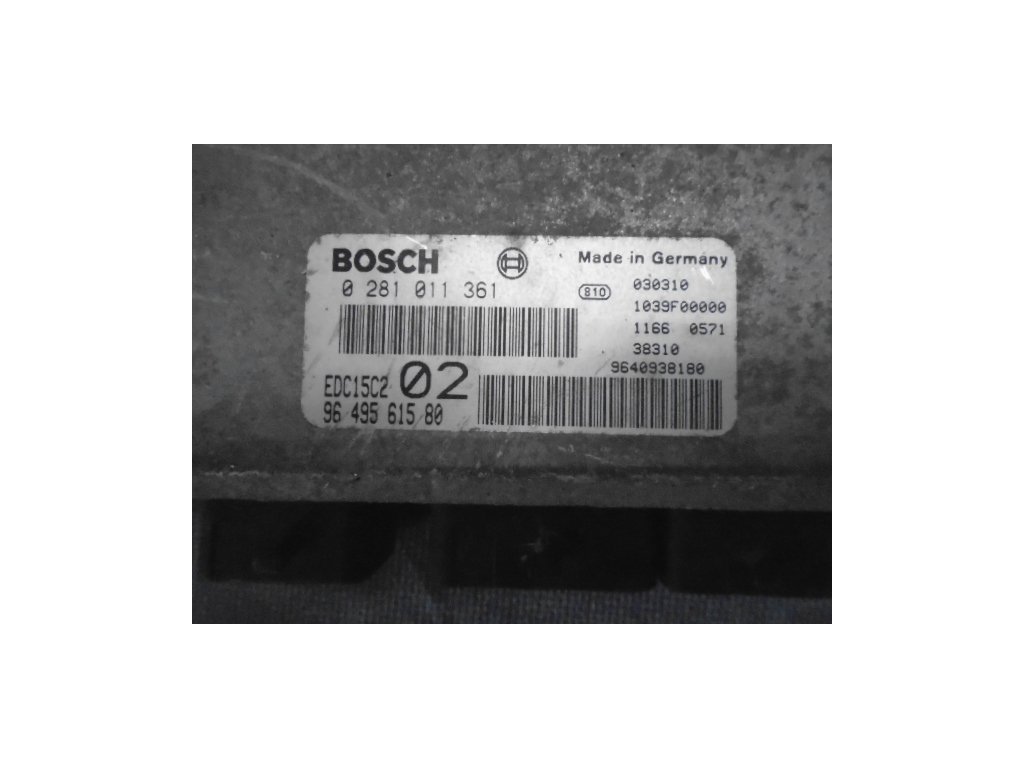 BOSCH
Made in Germany
0 281 011 361
810
030310
1039F00000
1166 0571
38310
9640938180
EDC15C2 02
96 495 615 80